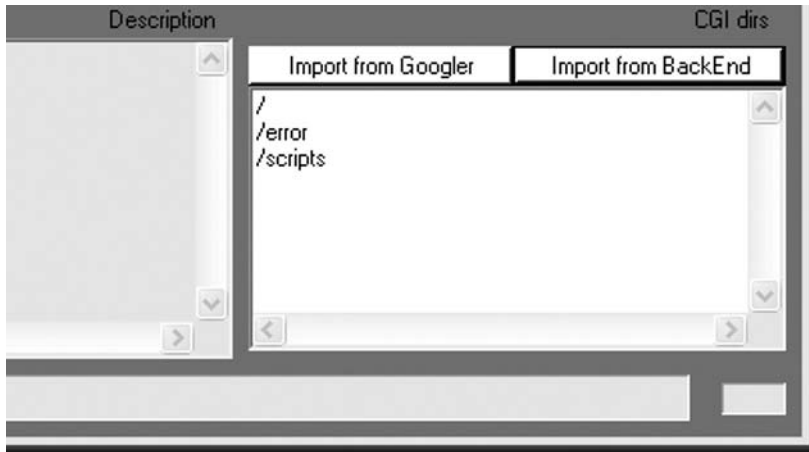 Description
CGI dirs
Import from Googler
Import from BackEnd
/
/error
/scripts